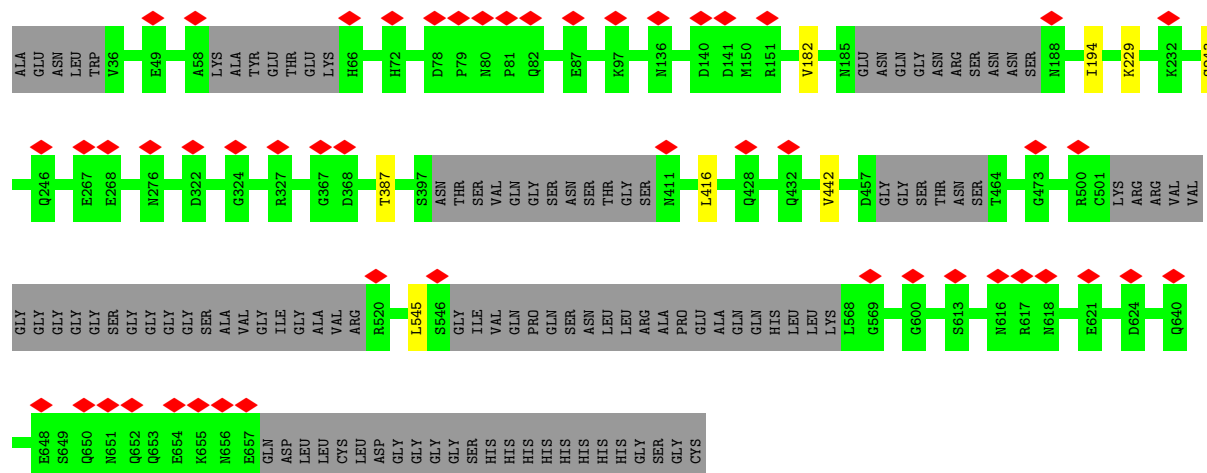 ALA GLU ASN LEU TRP V36 E49 A58 LYS ALA TYR GLU THR GLU LYS H66 H72 D78 P79 N80 P81 Q82 E87 K97 N136 D140 D141 M150 R151 V182 N185 GLU ASN GLN GLY ASN ARG SER ASN ASN SER N188 I194 K229 K232
Q246 E267 E268 N276 D322 G324 R327 G367 D368 T387 S397 ASN THR SER VAL GLN GLY SER ASN SER THR GLY SER N411 L416 Q428 Q432 V442 D457 GLY GLY SER THR ASN SER T464 G473 R500 C501 LYS ARG ARG VAL VAL
GLY GLY GLY GLY GLY SER GLY GLY GLY GLY SER ALA VAL GLY ILE GLY ALA VAL ARG R520 L545 S546 GLY ILE VAL GLN PRO GLN SER ASN LEU LEU ARG ALA PRO GLU ALA GLN GLN HIS LEU LEU LYS L568 G569 G600 S613 N616 R617 N618 E621 D624 Q640
E648 S649 Q650 N651 Q652 Q653 E654 K655 N656 E657 GLN ASP LEU LEU CYS LEU ASP GLY GLY GLY GLY SER HIS HIS HIS HIS HIS HIS HIS HIS GLY SER GLY CYS